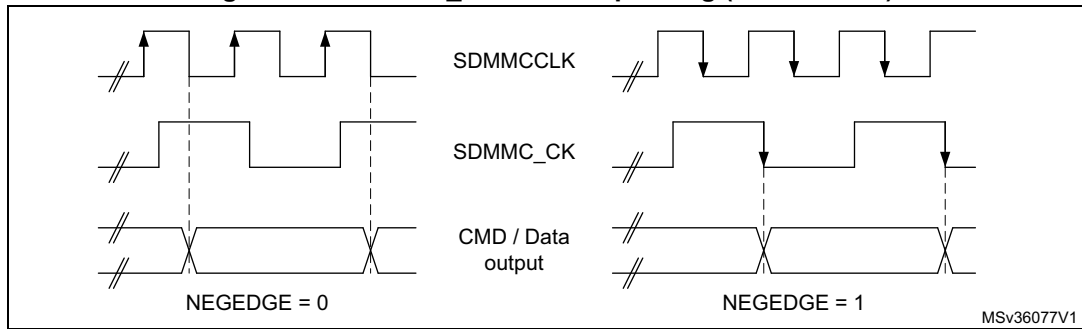 SDMMCCLK
SDMMC_CK
CMD / Data
output
NEGEDGE = 0
NEGEDGE = 1
MSv36077V1